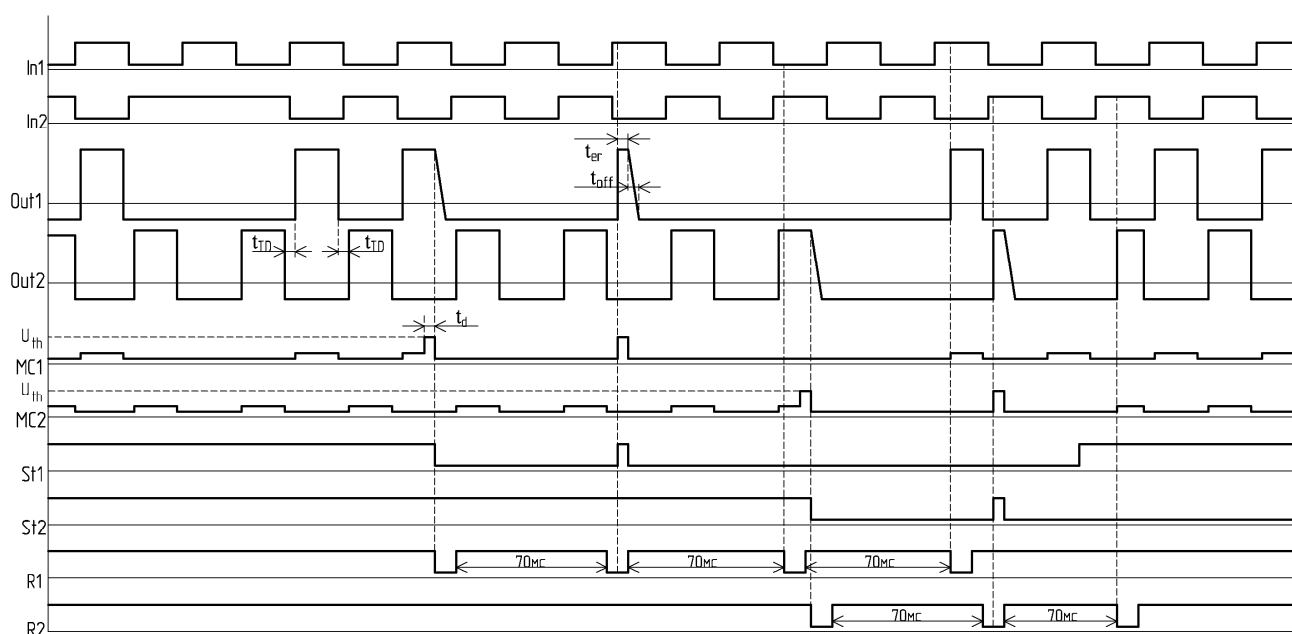 In1
In2
t_er
t_off
Out1
t_TD t_TD
Out2
t_d
U_th
MC1
U_th
MC2
St1
St2
70мс 70мс 70мс
R1
70мс 70мс
R2